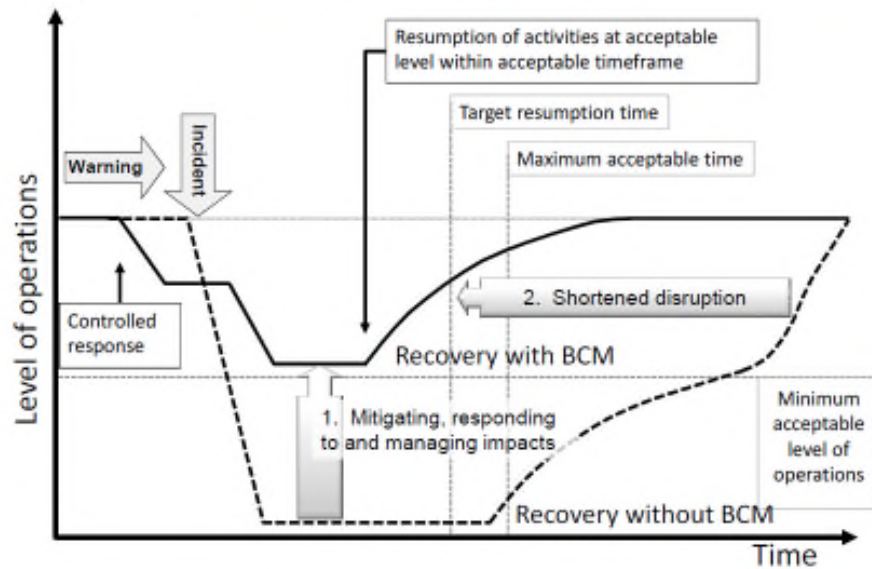 Resumption of activities at acceptable
level within acceptable timeframe
Target resumption time
Maximum acceptable time
Warning
Incident
Level of operations
Controlled
response
2. Shortened disruption
Recovery with BCM
1. Mitigating, responding
to and managing impacts
Minimum
acceptable
level of
operations
Recovery without BCM
Time